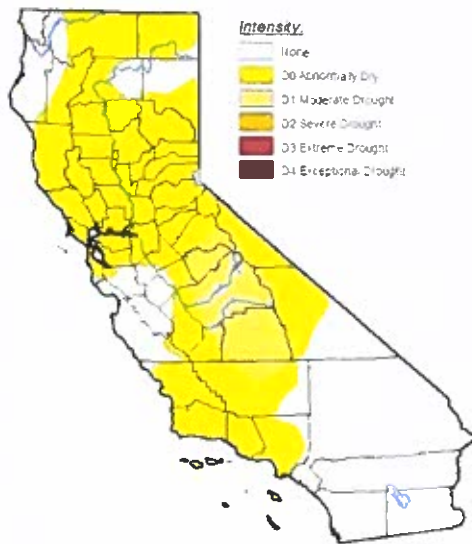 Intensity:
None
D0 Abnormally Dry
D1 Moderate Drought
D2 Severe Drought
D3 Extreme Drought
D4 Exceptional Drought